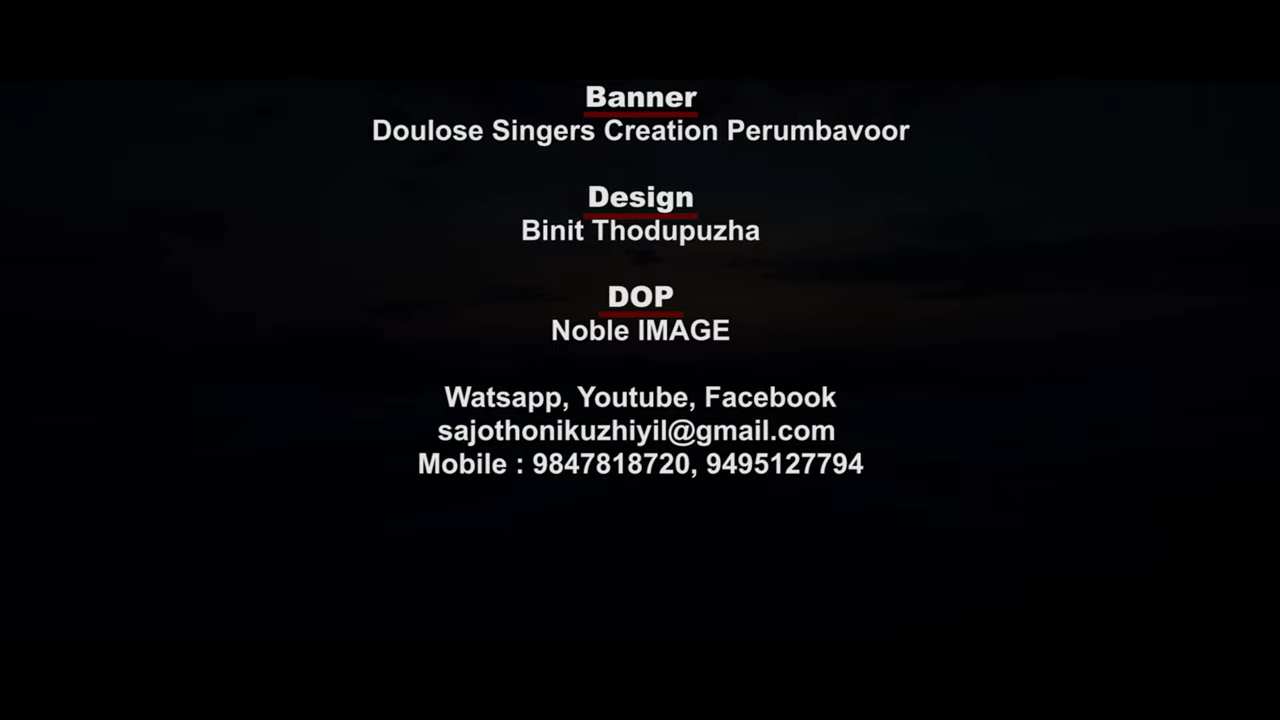 Banner
Doulose Singers Creation Perumbavoor
Design
Binit Thodupuzha
DOP
Noble IMAGE
Watsapp, Youtube, Facebook
sajothonikuzhiyil@gmail.com
Mobile : 9847818720, 9495127794